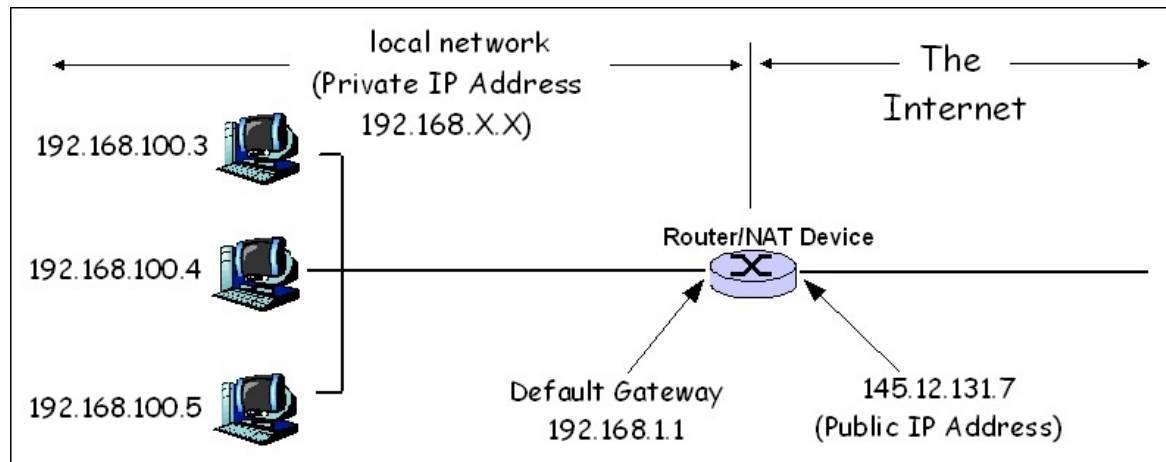 local network
(Private IP Address
192.168.X.X)
The
Internet
192.168.100.3
192.168.100.4
192.168.100.5
Router/NAT Device
Default Gateway
192.168.1.1
145.12.131.7
(Public IP Address)